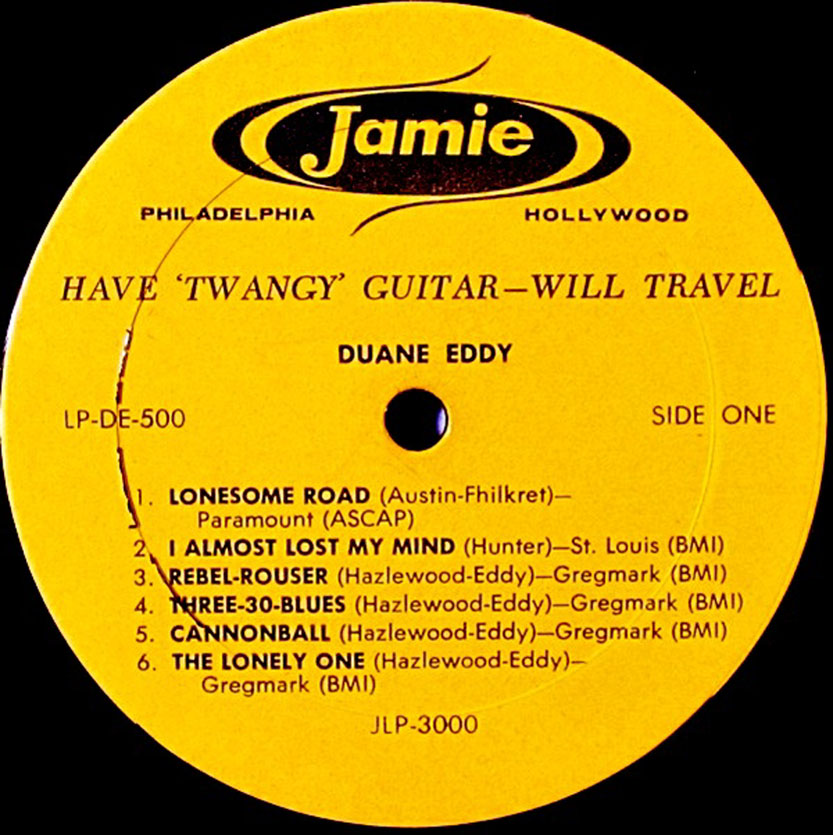 Jamie
PHILADELPHIA HOLLYWOOD
HAVE 'TWANGY' GUITAR—WILL TRAVEL
DUANE EDDY
LP-DE-500 SIDE ONE
1. LONESOME ROAD (Austin-Fhilkret)—
Paramount (ASCAP)
2. I ALMOST LOST MY MIND (Hunter)—St. Louis (BMI)
3. REBEL-ROUSER (Hazlewood-Eddy)—Gregmark (BMI)
4. THREE-30-BLUES (Hazlewood-Eddy)—Gregmark (BMI)
5. CANNONBALL (Hazlewood-Eddy)—Gregmark (BMI)
6. THE LONELY ONE (Hazlewood-Eddy)—
Gregmark (BMI)
JLP-3000